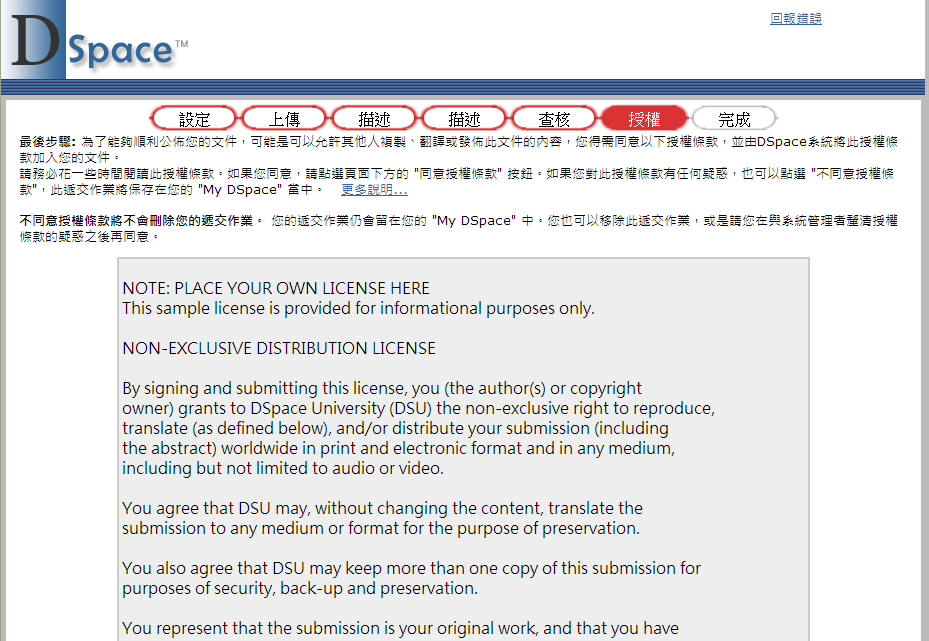 DSpace™
回報錯誤
設定 上傳 描述 描述 查核 授權 完成
最後步驟: 為了能夠順利公佈您的文件，可能是可以允許其他人複製、翻譯或發佈此文件的內容，您得需同意以下授權條款，並由DSpace系統將此授權條
款加入您的文件。
請務必花一些時間閱讀此授權條款。如果您同意，請點選頁面下方的 "同意授權條款" 按鈕。如果您對此授權條款有任何疑惑，也可以點選 "不同意授權條
款"，此遞交作業將保存在您的 "My DSpace" 當中。 更多說明...
不同意授權條款將不會刪除您的遞交作業。 您的遞交作業仍會留在您的 "My DSpace" 中。您也可以移除此遞交作業，或是請您在與系統管理者釐清授權
條款的疑惑之後再同意。
NOTE: PLACE YOUR OWN LICENSE HERE
This sample license is provided for informational purposes only.
NON-EXCLUSIVE DISTRIBUTION LICENSE
By signing and submitting this license, you (the author(s) or copyright
owner) grants to DSpace University (DSU) the non-exclusive right to reproduce,
translate (as defined below), and/or distribute your submission (including
the abstract) worldwide in print and electronic format and in any medium,
including but not limited to audio or video.
You agree that DSU may, without changing the content, translate the
submission to any medium or format for the purpose of preservation.
You also agree that DSU may keep more than one copy of this submission for
purposes of security, back-up and preservation.
You represent that the submission is your original work, and that you have